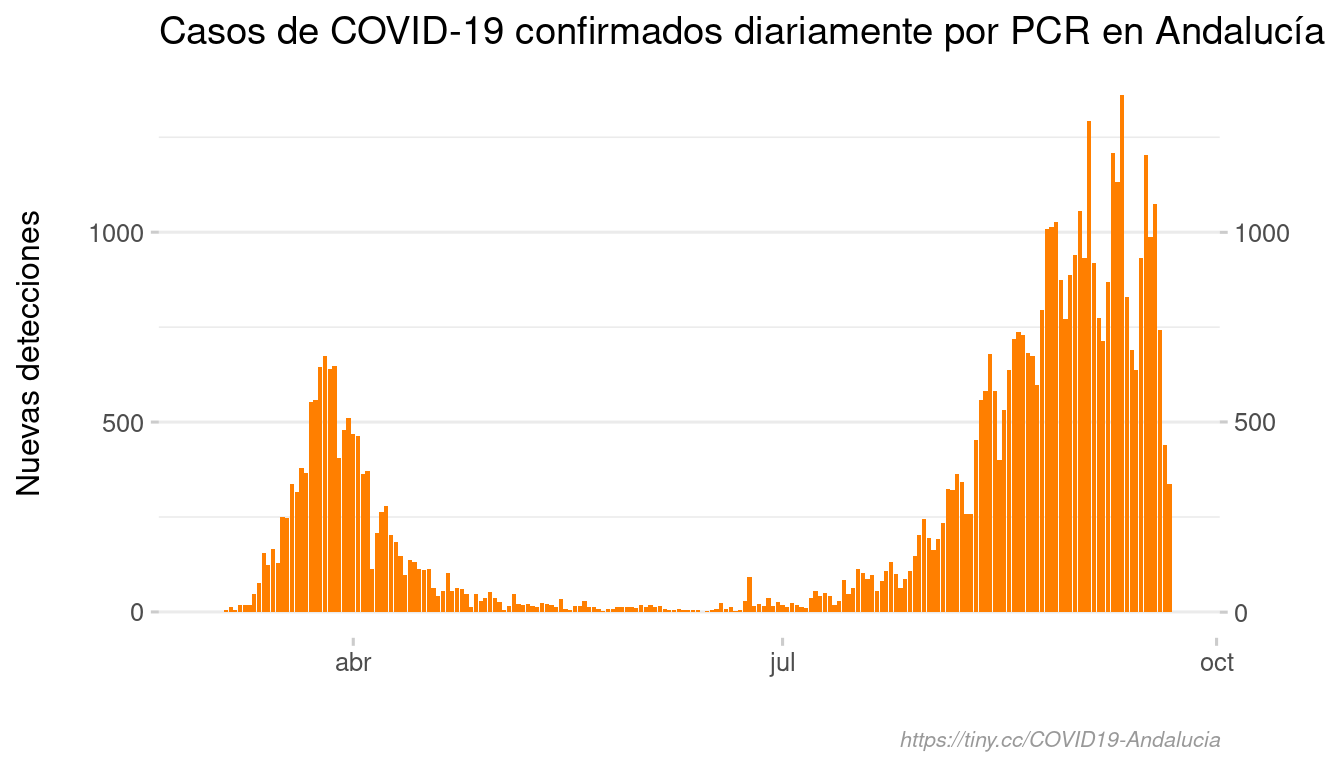 Casos de COVID-19 confirmados diariamente por PCR en Andalucía
Nuevas detecciones
1000
500
0
1000
500
0
abr
jul
oct
https://tiny.cc/COVID19-Andalucia